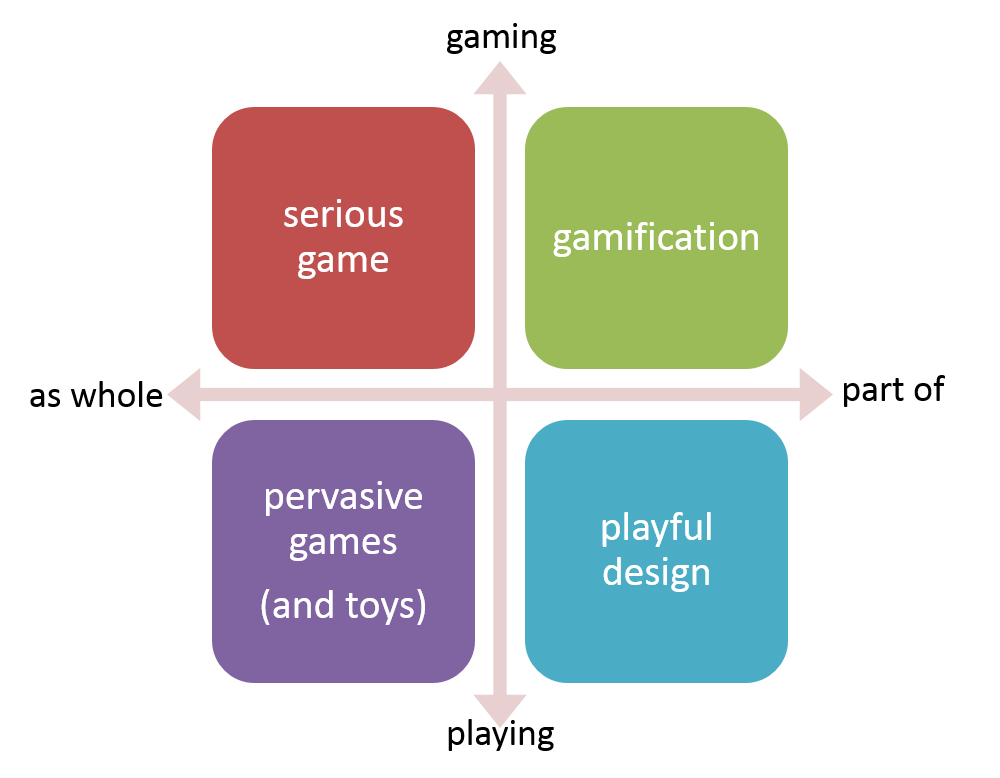 gaming
serious
game
gamification
as whole
part of
pervasive
games
(and toys)
playful
design
playing